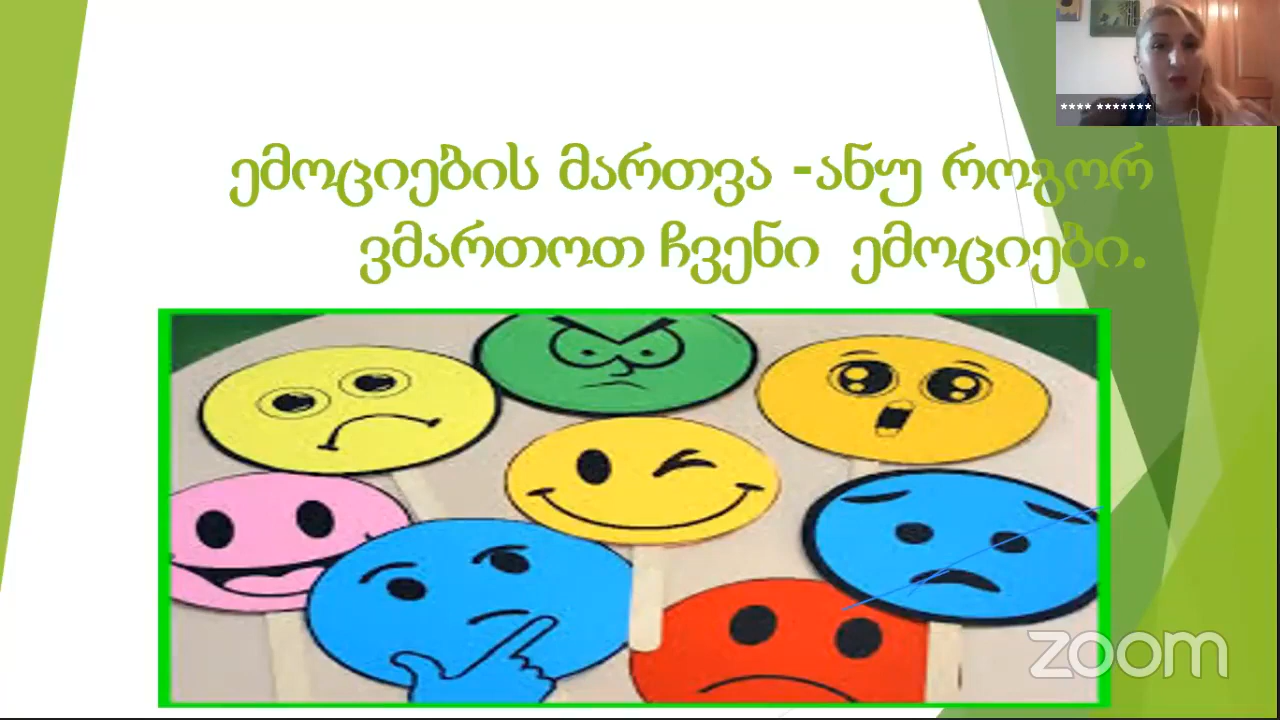 ემოციების მართვა -ანუ როგორ
ვმართოთ ჩვენი ემოციები.
**** *******
zoom